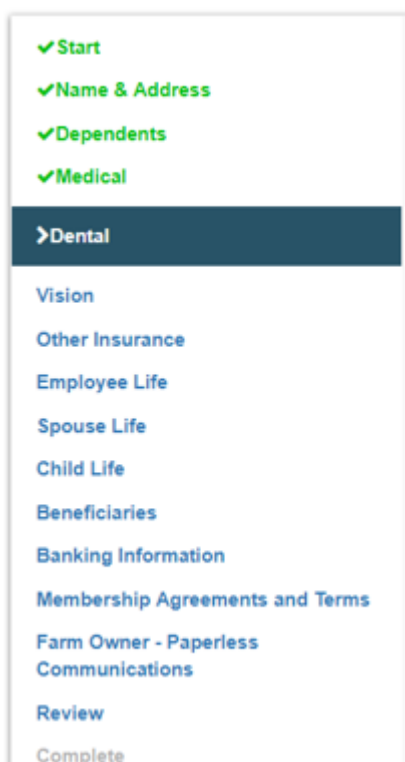 ✓Start
✓Name & Address
✓Dependents
✓Medical
>Dental
Vision
Other Insurance
Employee Life
Spouse Life
Child Life
Beneficiaries
Banking Information
Membership Agreements and Terms
Farm Owner - Paperless
Communications
Review
Complete